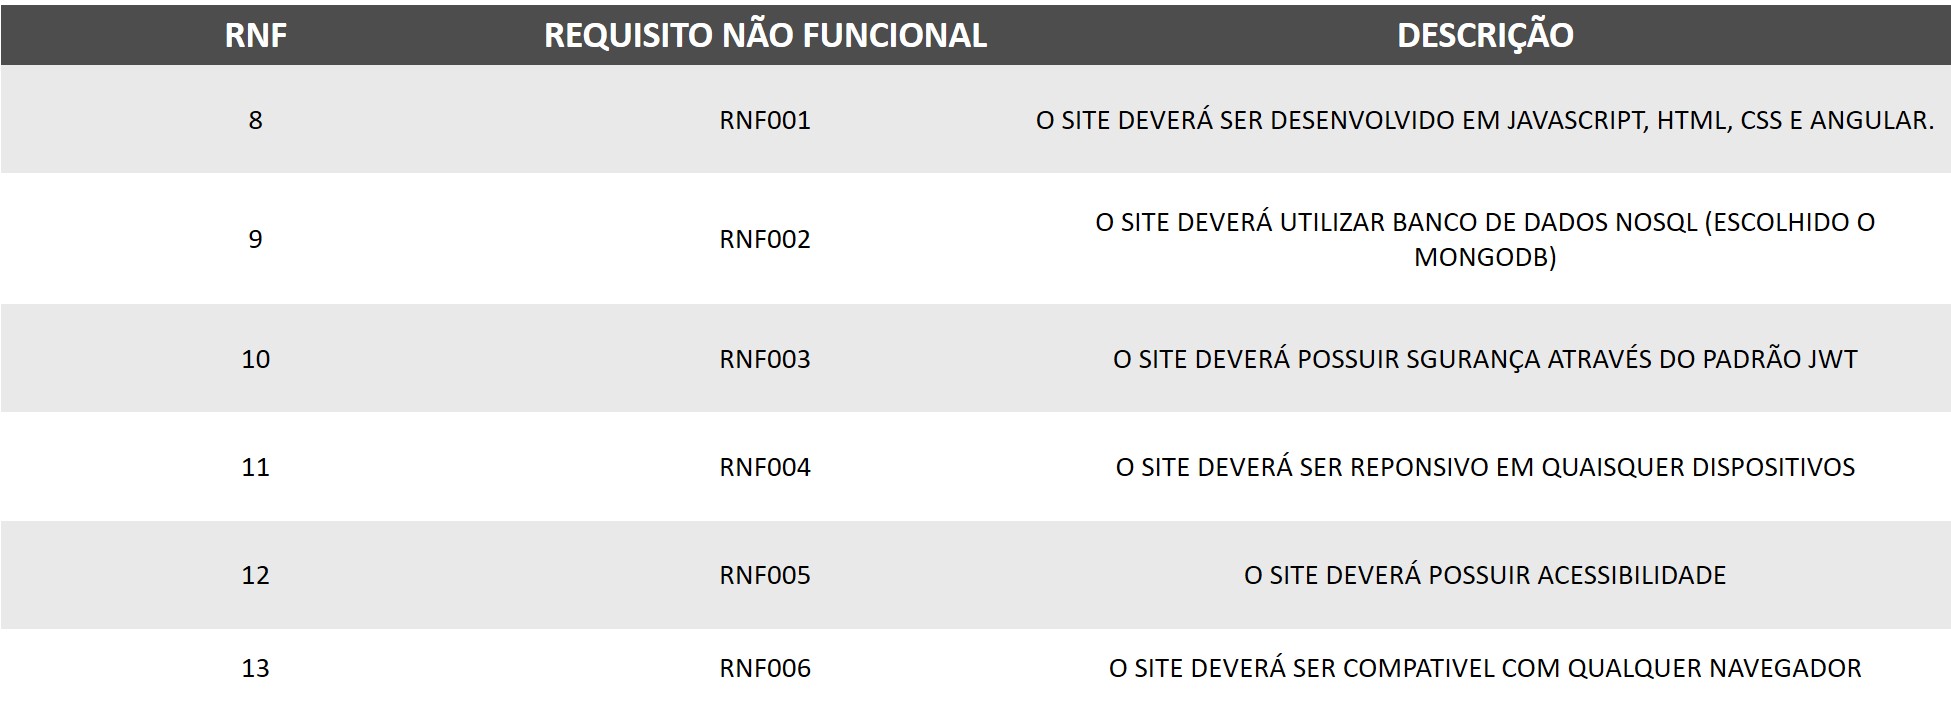 RNF REQUISITO NÃO FUNCIONAL DESCRIÇÃO
8 RNF001 O SITE DEVERÁ SER DESENVOLVIDO EM JAVASCRIPT, HTML, CSS E ANGULAR.
9 RNF002 O SITE DEVERÁ UTILIZAR BANCO DE DADOS NOSQL (ESCOLHIDO O
MONGODB)
10 RNF003 O SITE DEVERÁ POSSUIR SGURANÇA ATRAVÉS DO PADRÃO JWT
11 RNF004 O SITE DEVERÁ SER REPONSIVO EM QUAISQUER DISPOSITIVOS
12 RNF005 O SITE DEVERÁ POSSUIR ACESSIBILIDADE
13 RNF006 O SITE DEVERÁ SER COMPATIVEL COM QUALQUER NAVEGADOR